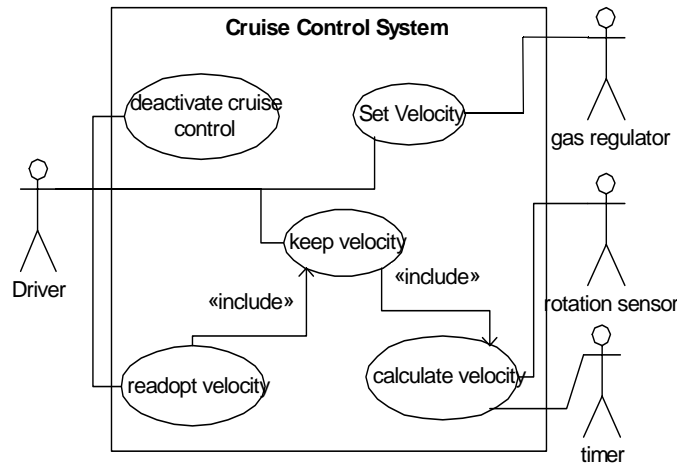 Cruise Control System
deactivate cruise
control
Set Velocity
gas regulator
keep velocity
Driver
«include»
«include»
rotation sensor
readopt velocity
calculate velocity
timer